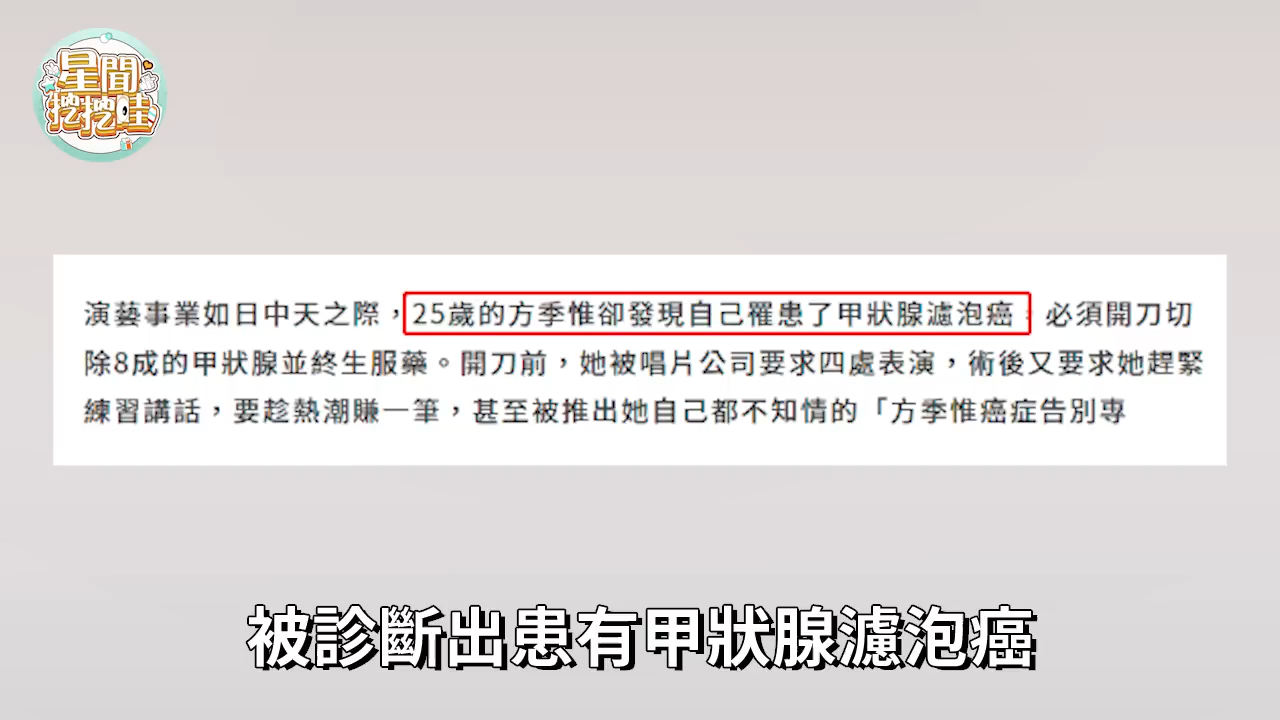 星聞
挖挖哇
演藝事業如日中天之際，25歲的方季惟卻發現自己罹患了甲狀腺濾泡癌，必須開刀切
除8成的甲狀腺並終生服藥。開刀前，她被唱片公司要求四處表演，術後又要求她趕緊
練習講話，要趁熱潮賺一筆，甚至被推出她自己都不知情的「方季惟癌症告別專
被診斷出患有甲狀腺濾泡癌